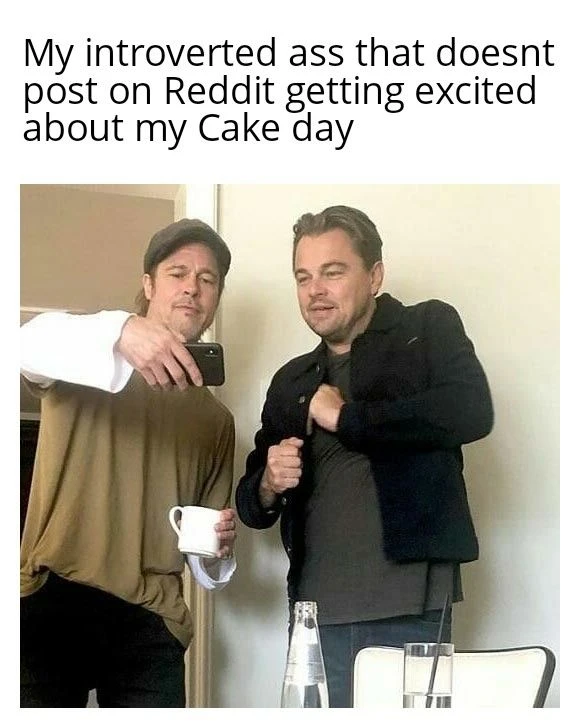 My introverted ass that doesnt
post on Reddit getting excited
about my Cake day